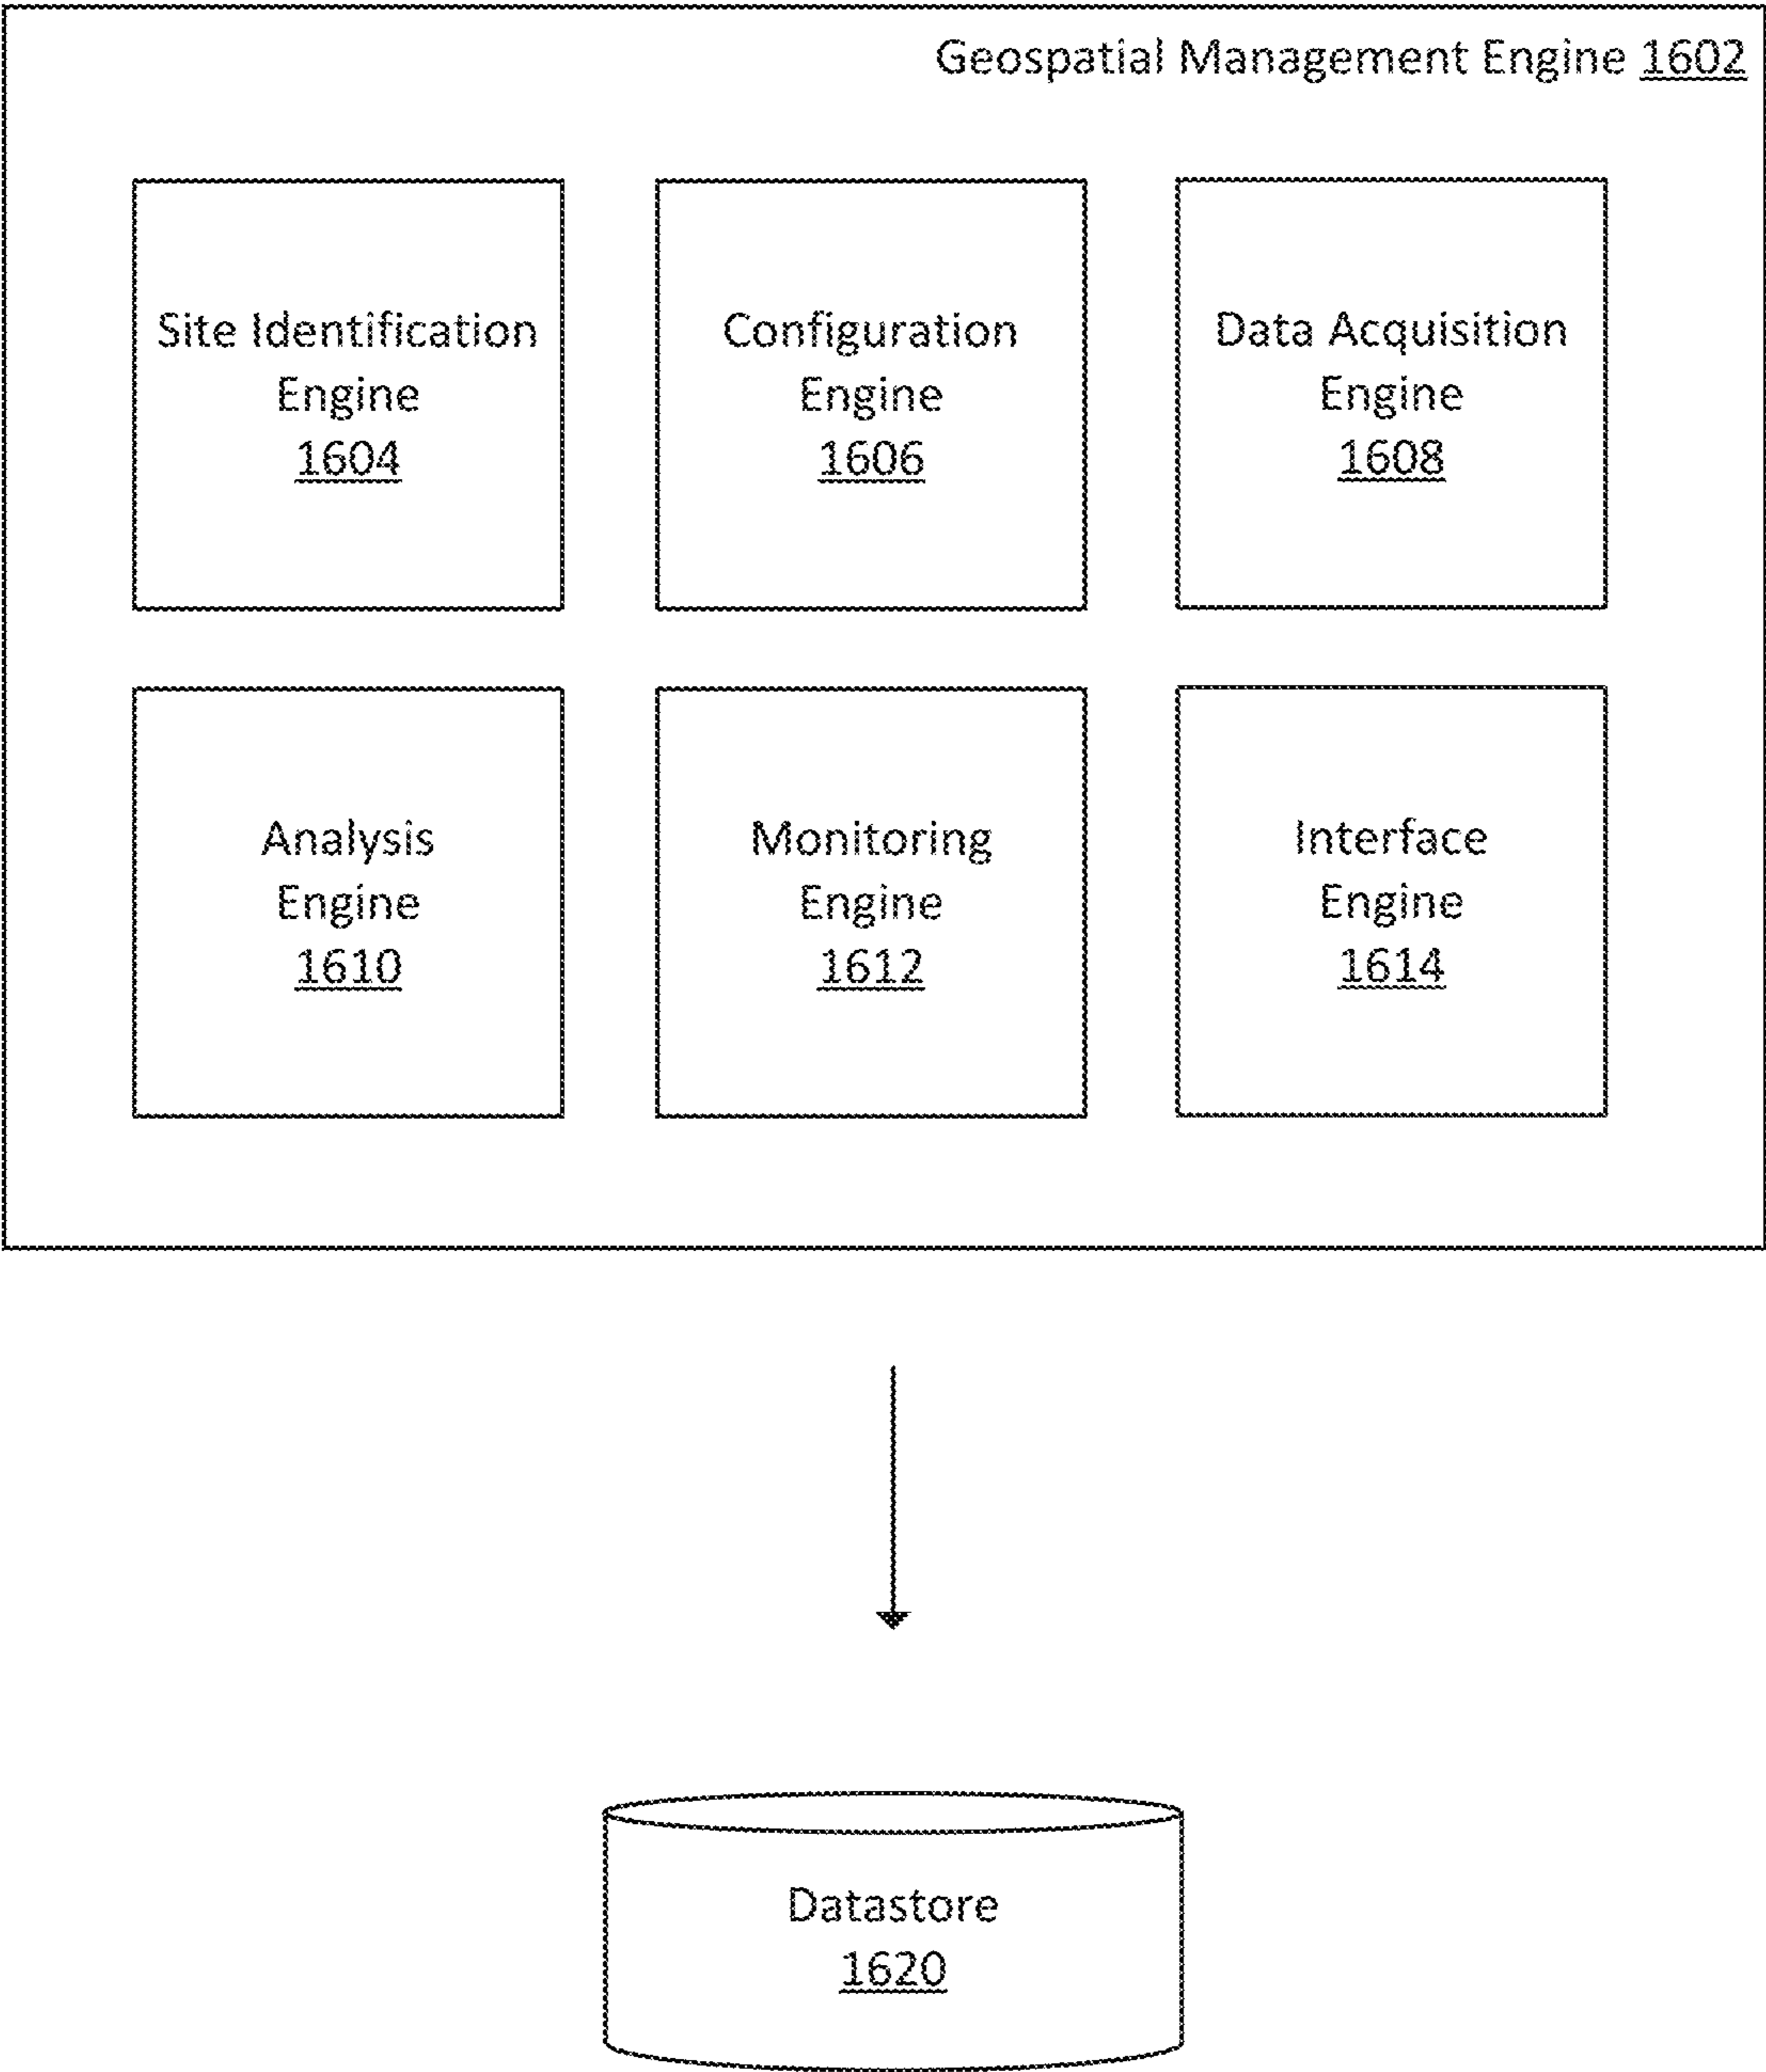 Geospatial Management Engine 1602
Site Identification
Engine
1604
Configuration
Engine
1606
Data Acquisition
Engine
1608
Analysis
Engine
1610
Monitoring
Engine
1612
Interface
Engine
1614
Datastore
1620